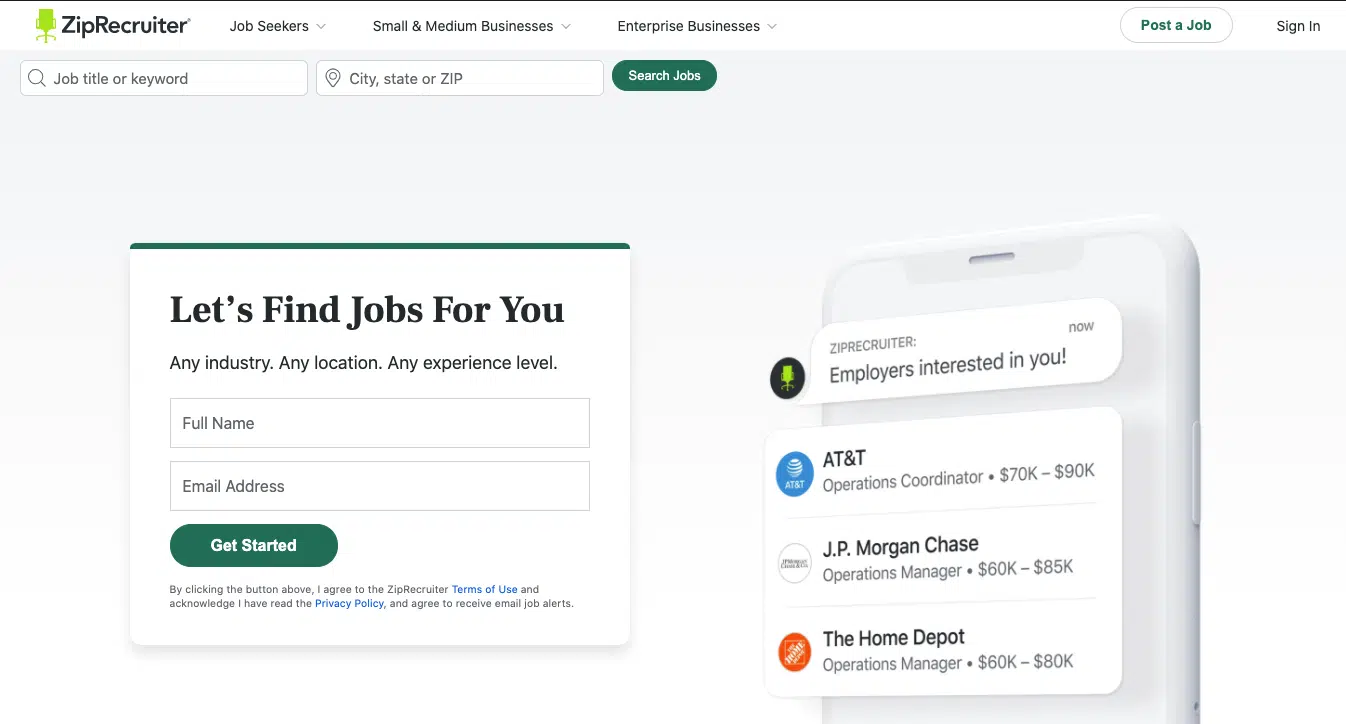 ZipRecruiter®
Job Seekers
Small & Medium Businesses
Enterprise Businesses
Post a Job
Sign In
Job title or keyword
City, state or ZIP
Search Jobs
Let’s Find Jobs For You
Any industry. Any location. Any experience level.
Full Name
Email Address
Get Started
By clicking the button above, I agree to the ZipRecruiter Terms of Use and
acknowledge I have read the Privacy Policy, and agree to receive email job alerts.
now
ZIPRECRUITER:
Employers interested in you!
AT&T
AT&T
Operations Coordinator • $70K – $90K
J.P. Morgan Chase
Operations Manager • $60K – $85K
The Home Depot
Operations Manager • $60K – $80K